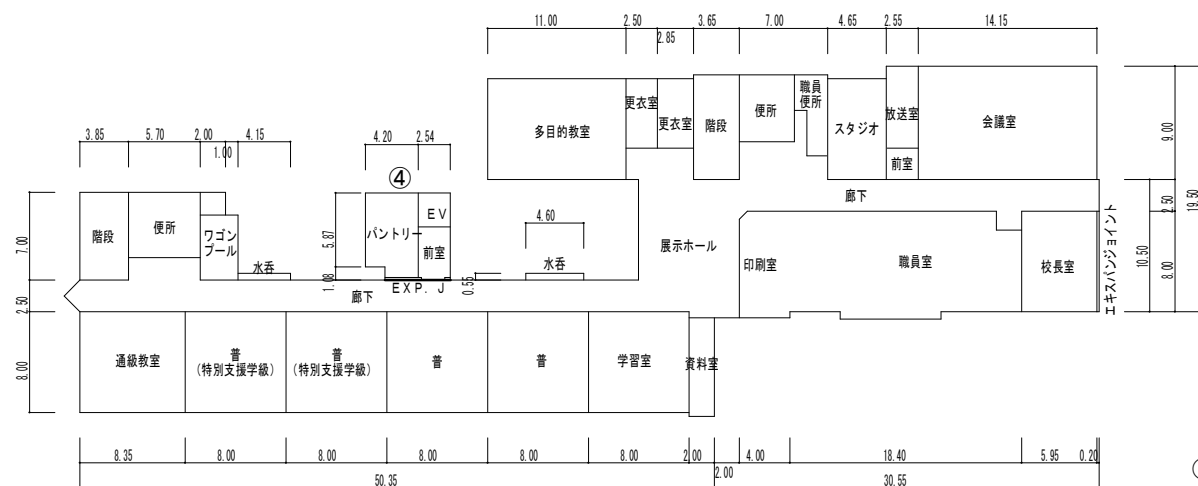 11.00 2.50 3.65 7.00 4.65 2.55 14.15
2.85
更衣室
更衣室
多目的教室
階段
便所
職員
便所
スタジオ
放送室
前室
会議室
9.00
3.85 5.70 2.00 4.15
1.00
4.20 2.54
④
廊下
2.50
19.50
階段
便所
ワゴン
プール
水呑
7.00
5.87
パントリー
EV
前室
4.60
水呑
展示ホール
印刷室
職員室
校長室
10.50
8.00
エキスパンジョイント
1.08
EXP. J
0.55
廊下
2.50
8.00
通級教室
普
(特別支援学級)
普
(特別支援学級)
普
普
学習室
資料室
8.35 8.00 8.00 8.00 8.00 8.00 2.00 4.00 18.40 5.95 0.20
2.00
50.35 30.55